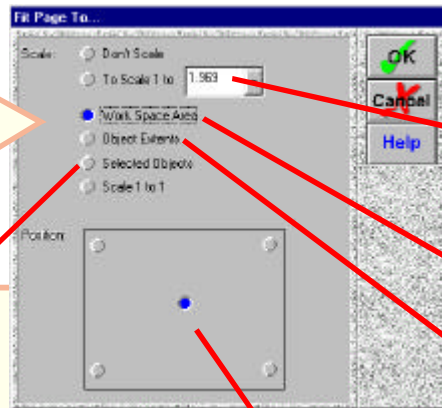 Fit Page To...
Scale:
Don't Scale
To Scale 1 to 1.969
Work Space Area
Object Extents
Selected Objects
Scale 1 to 1
Position:
OK
Cancel
Help